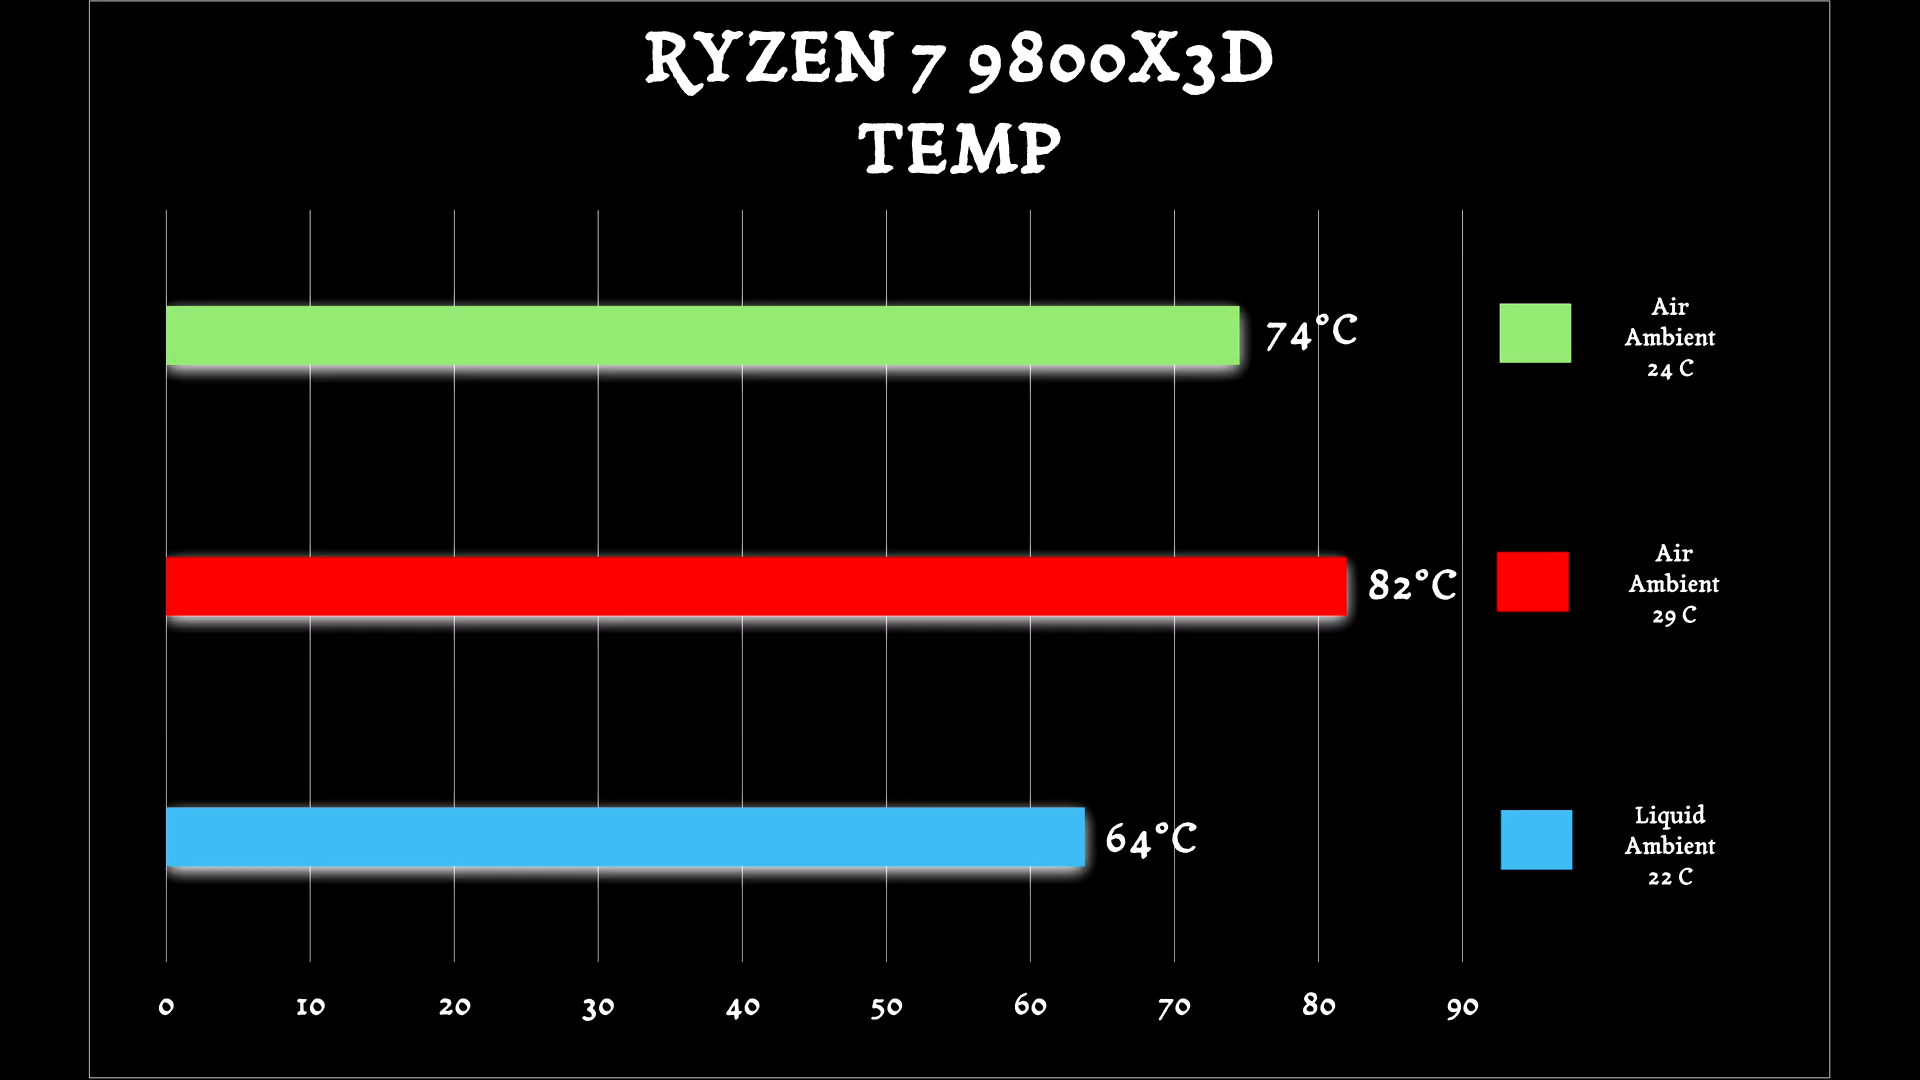 RYZEN 7 9800X3D
TEMP
74°C
Air
Ambient
24 C
82°C
Air
Ambient
29 C
64°C
Liquid
Ambient
22 C
0 10 20 30 40 50 60 70 80 90